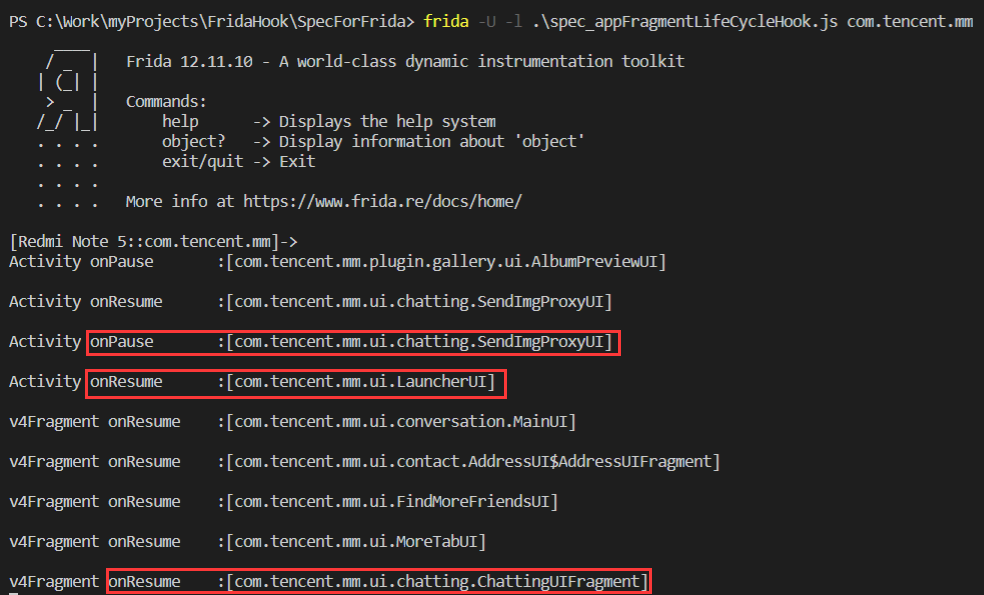 PS C:\Work\myProjects\FridaHook\SpecForFrida> frida -U -l .\spec_appFragmentLifeCycleHook.js com.tencent.mm
     ____
    / _  |   Frida 12.11.10 - A world-class dynamic instrumentation toolkit
   | (_| |
    > _  |   Commands:
   /_/ |_|       help      -> Displays the help system
   . . . .       object?   -> Display information about 'object'
   . . . .       exit/quit -> Exit
   . . . .
   . . . .   More info at https://www.frida.re/docs/home/
[Redmi Note 5::com.tencent.mm]->
Activity onPause       :[com.tencent.mm.plugin.gallery.ui.AlbumPreviewUI]
Activity onResume      :[com.tencent.mm.ui.chatting.SendImgProxyUI]
Activity onPause       :[com.tencent.mm.ui.chatting.SendImgProxyUI]
Activity onResume      :[com.tencent.mm.ui.LauncherUI]
v4Fragment onResume    :[com.tencent.mm.ui.conversation.MainUI]
v4Fragment onResume    :[com.tencent.mm.ui.contact.AddressUI$AddressUIFragment]
v4Fragment onResume    :[com.tencent.mm.ui.FindMoreFriendsUI]
v4Fragment onResume    :[com.tencent.mm.ui.MoreTabUI]
v4Fragment onResume    :[com.tencent.mm.ui.chatting.ChattingUIFragment]